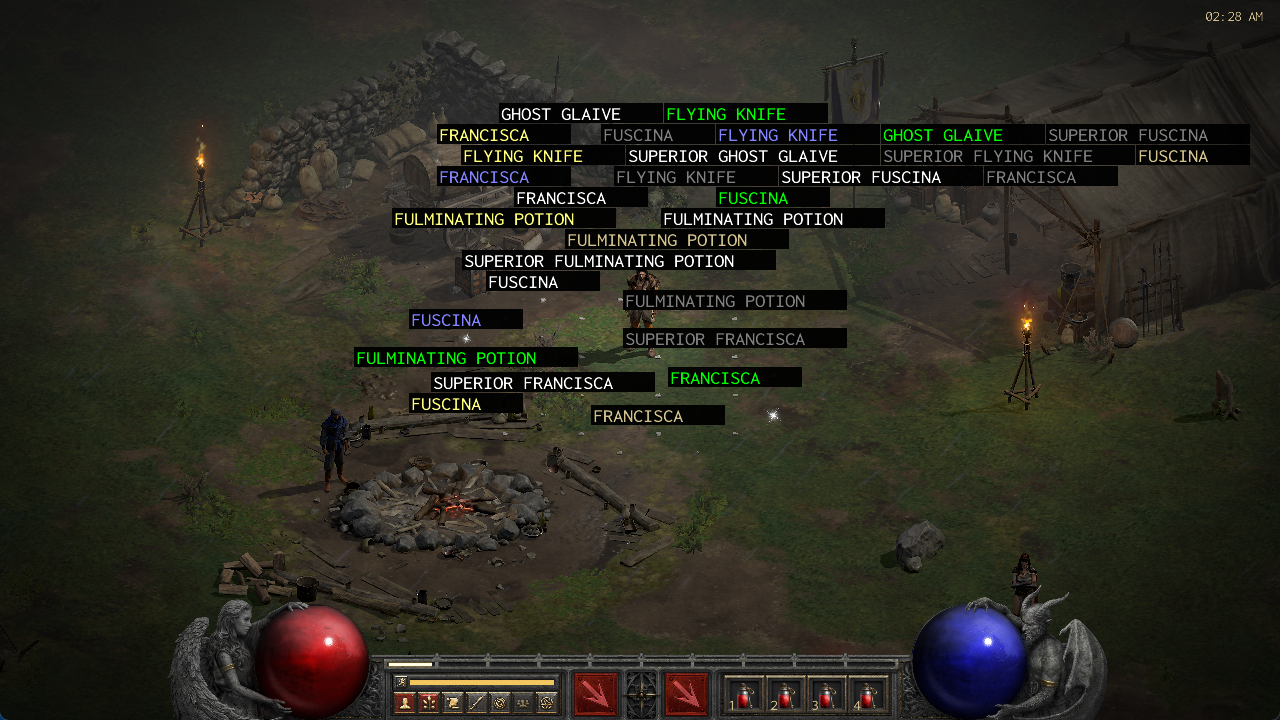 02:28 AM
GHOST GLAIVE FLYING KNIFE
FRANCISCA FUSCINA FLYING KNIFE GHOST GLAIVE SUPERIOR FUSCINA
FLYING KNIFE SUPERIOR GHOST GLAIVE SUPERIOR FLYING KNIFE FUSCINA
FRANCISCA FLYING KNIFE SUPERIOR FUSCINA FRANCISCA
FRANCISCA FUSCINA
FULMINATING POTION FULMINATING POTION
FULMINATING POTION
SUPERIOR FULMINATING POTION
FUSCINA
FULMINATING POTION
FUSCINA
SUPERIOR FRANCISCA
FULMINATING POTION
FRANCISCA
SUPERIOR FRANCISCA
FUSCINA
FRANCISCA
1 2 3 4